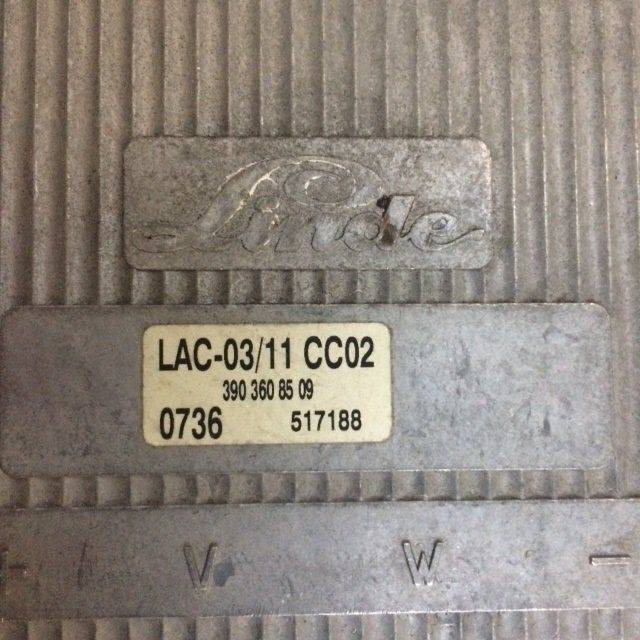 Linde
LAC-03/11 CC02
390 360 85 09
0736 517188
V W -